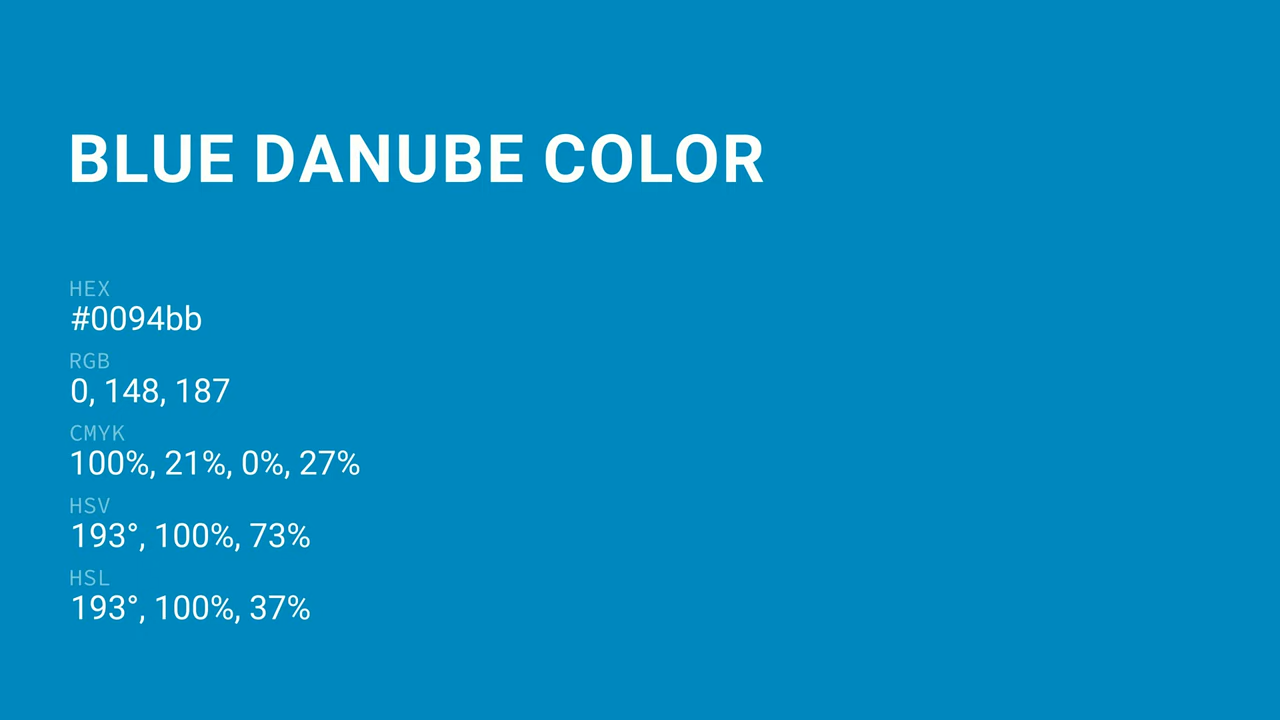 BLUE DANUBE COLOR
HEX
#0094bb
RGB
0, 148, 187
CMYK
100%, 21%, 0%, 27%
HSV
193°, 100%, 73%
HSL
193°, 100%, 37%